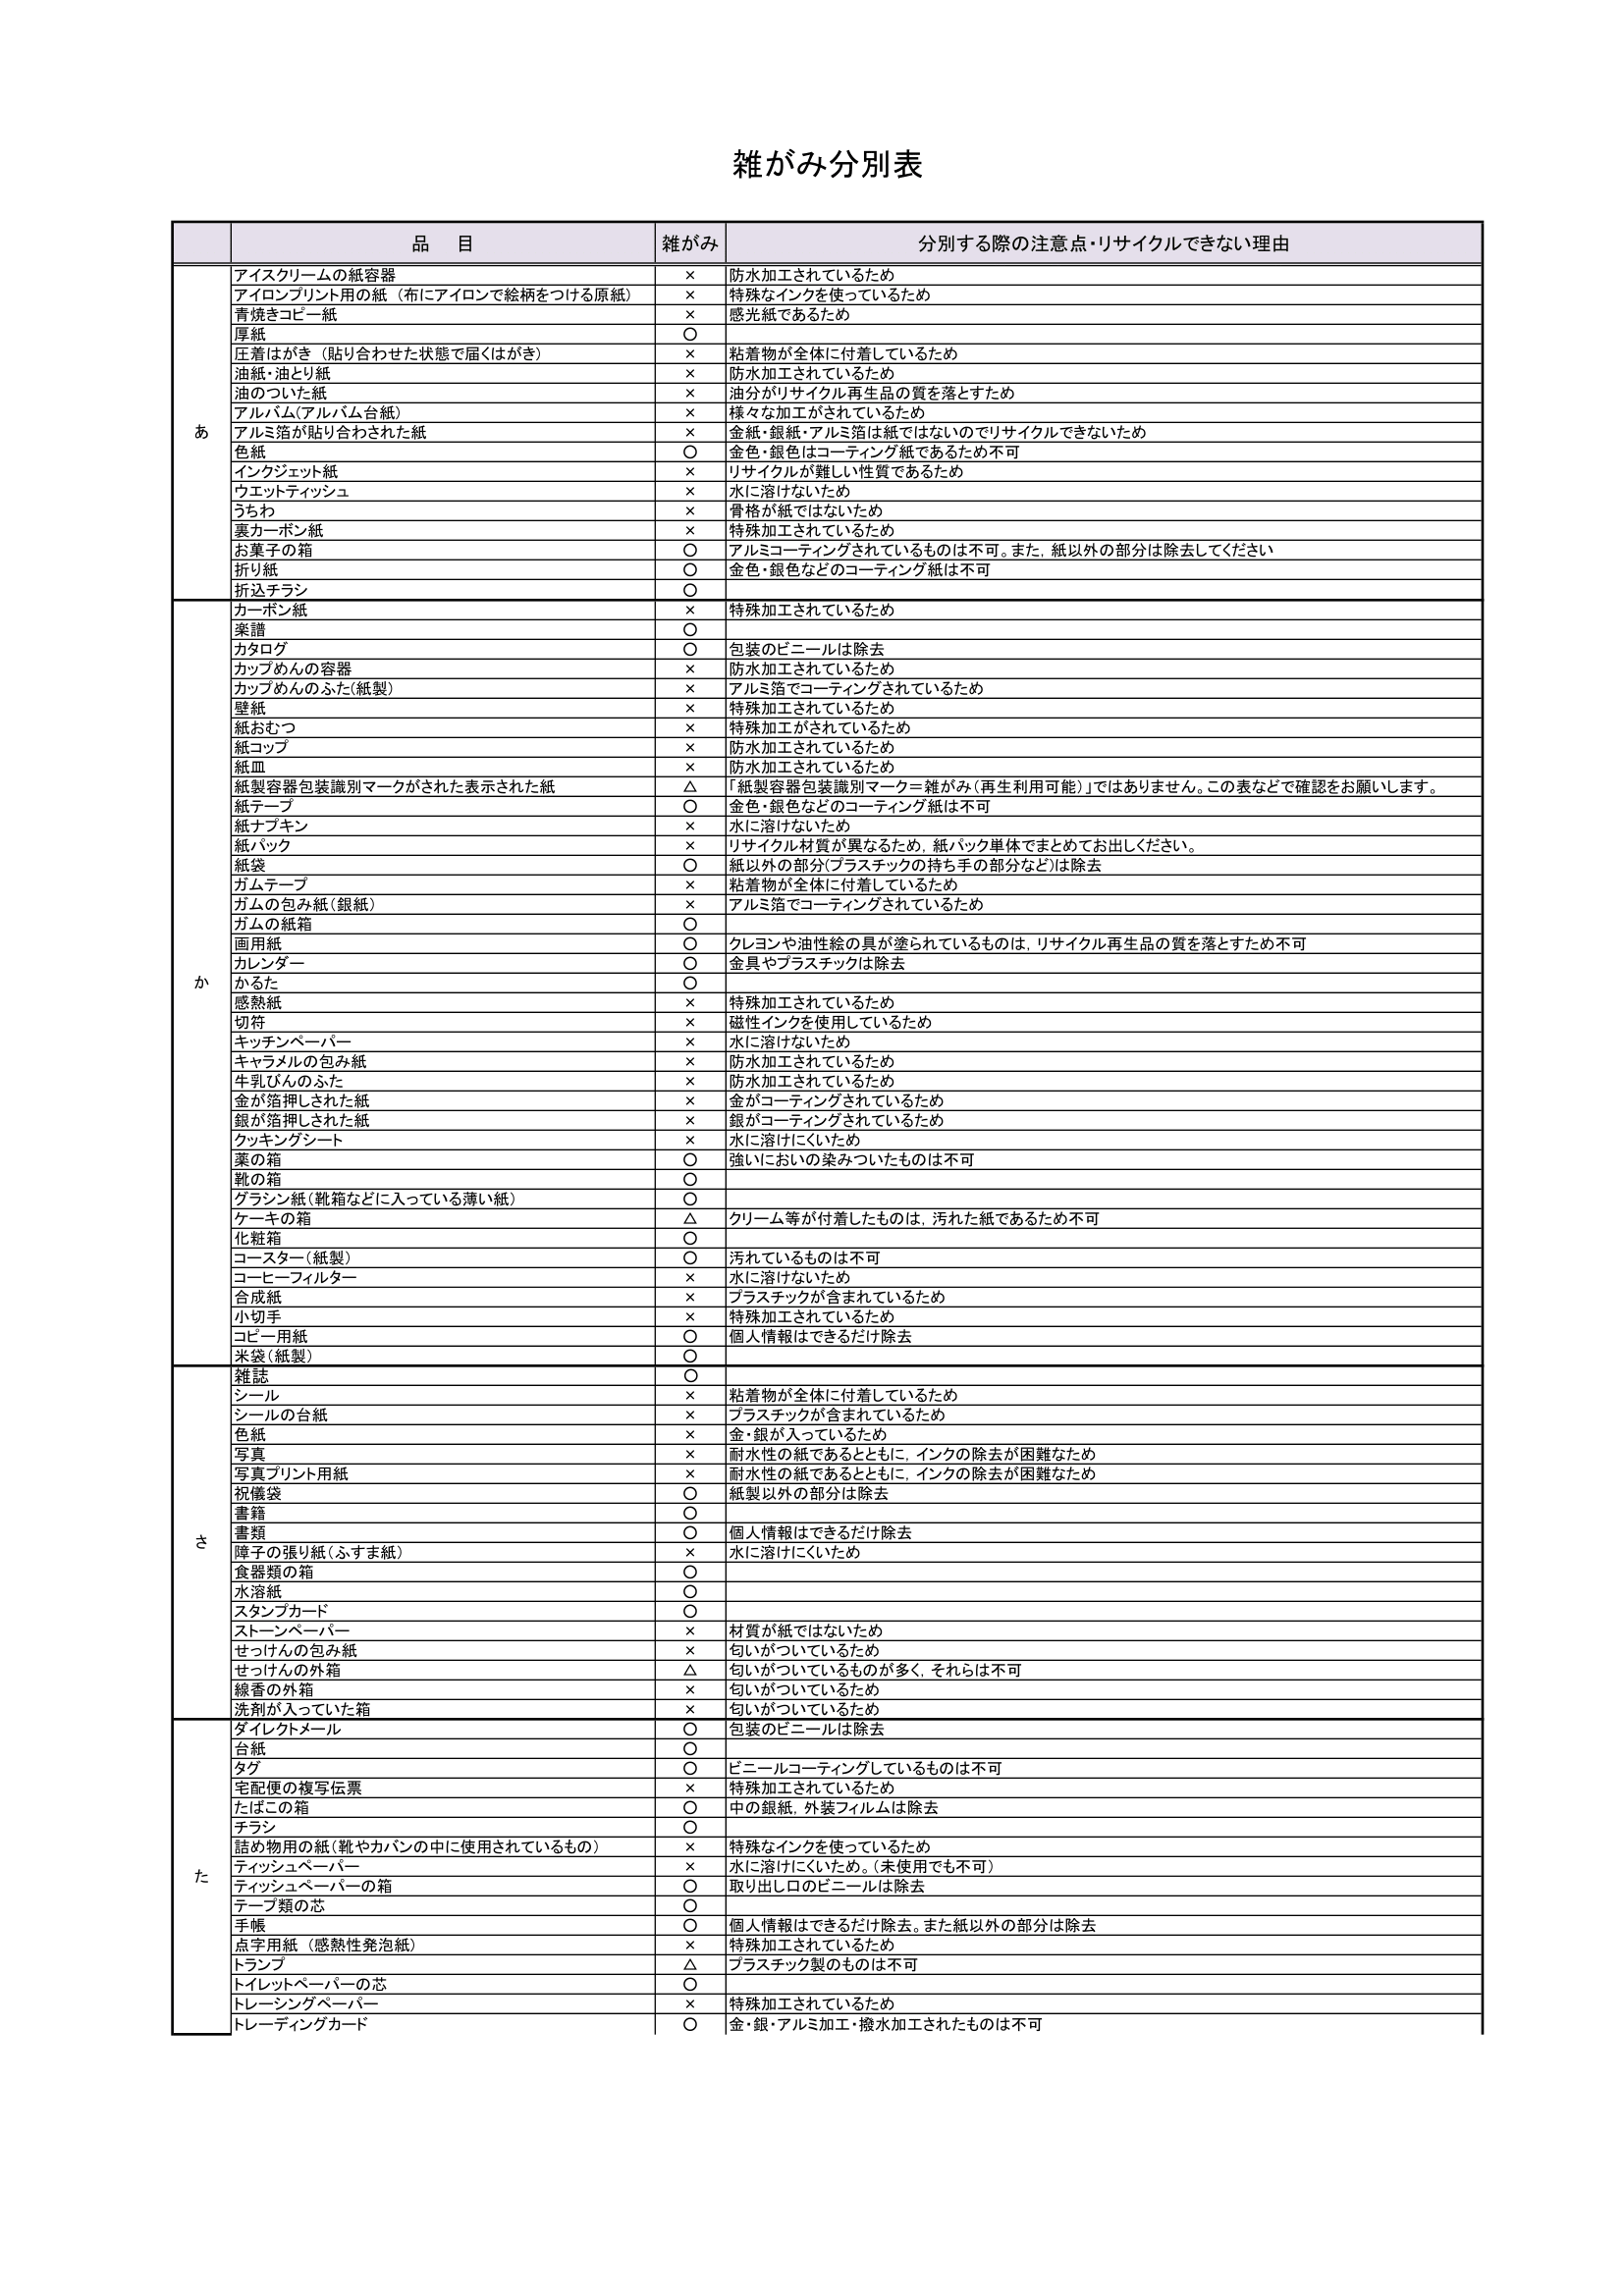 雑がみ分別表
品　目 雑がみ 分別する際の注意点・リサイクルできない理由
あ
アイスクリームの紙容器 × 防水加工されているため
アイロンプリント用の紙（布にアイロンで絵柄をつける原紙） × 特殊なインクを使っているため
青焼きコピー紙 × 感光紙であるため
厚紙 ○
圧着はがき（貼り合わせた状態で届くはがき） × 粘着物が全体に付着しているため
油紙・油とり紙 × 防水加工されているため
油のついた紙 × 油分がリサイクル再生品の質を落とすため
アルバム(アルバム台紙) × 様々な加工がされているため
アルミ箔が貼り合わされた紙 × 金紙・銀紙・アルミ箔は紙ではないのでリサイクルできないため
色紙 ○ 金色・銀色はコーティング紙であるため不可
インクジェット紙 × リサイクルが難しい性質であるため
ウエットティッシュ × 水に溶けないため
うちわ × 骨格が紙ではないため
裏カーボン紙 × 特殊加工されているため
お菓子の箱 ○ アルミコーティングされているものは不可。また，紙以外の部分は除去してください
折り紙 ○ 金色・銀色などのコーティング紙は不可
折込チラシ ○
か
カーボン紙 × 特殊加工されているため
楽譜 ○
カタログ ○ 包装のビニールは除去
カップめんの容器 × 防水加工されているため
カップめんのふた(紙製) × アルミ箔でコーティングされているため
壁紙 × 特殊加工されているため
紙おむつ × 特殊加工がされているため
紙コップ × 防水加工されているため
紙皿 × 防水加工されているため
紙製容器包装識別マークがされた表示された紙 △ 「紙製容器包装識別マーク＝雑がみ（再生利用可能）」ではありません。この表などで確認をお願いします。
紙テープ ○ 金色・銀色などのコーティング紙は不可
紙ナプキン × 水に溶けないため
紙パック × リサイクル材質が異なるため，紙パック単体でまとめてお出しください。
紙袋 ○ 紙以外の部分(プラスチックの持ち手の部分など)は除去
ガムテープ × 粘着物が全体に付着しているため
ガムの包み紙（銀紙） × アルミ箔でコーティングされているため
ガムの紙箱 ○
画用紙 ○ クレヨンや油性絵の具が塗られているものは，リサイクル再生品の質を落とすため不可
カレンダー ○ 金具やプラスチックは除去
かるた ○
感熱紙 × 特殊加工されているため
切符 × 磁性インクを使用しているため
キッチンペーパー × 水に溶けないため
キャラメルの包み紙 × 防水加工されているため
牛乳びんのふた × 防水加工されているため
金が箔押しされた紙 × 金がコーティングされているため
銀が箔押しされた紙 × 銀がコーティングされているため
クッキングシート × 水に溶けにくいため
薬の箱 ○ 強いにおいの染みついたものは不可
靴の箱 ○
グラシン紙（靴箱などに入っている薄い紙） ○
ケーキの箱 △ クリーム等が付着したものは，汚れた紙であるため不可
化粧箱 ○
コースター（紙製） ○ 汚れているものは不可
コーヒーフィルター × 水に溶けないため
合成紙 × プラスチックが含まれているため
小切手 × 特殊加工されているため
コピー用紙 ○ 個人情報はできるだけ除去
米袋（紙製） ○
さ
雑誌 ○
シール × 粘着物が全体に付着しているため
シールの台紙 × プラスチックが含まれているため
色紙 × 金・銀が入っているため
写真 × 耐水性の紙であるとともに，インクの除去が困難なため
写真プリント用紙 × 耐水性の紙であるとともに，インクの除去が困難なため
祝儀袋 ○ 紙製以外の部分は除去
書籍 ○
書類 ○ 個人情報はできるだけ除去
障子の張り紙（ふすま紙） × 水に溶けにくいため
食器類の箱 ○
水溶紙 ○
スタンプカード ○
ストーンペーパー × 材質が紙ではないため
せっけんの包み紙 × 匂いがついているため
せっけんの外箱 △ 匂いがついているものが多く，それらは不可
線香の外箱 × 匂いがついているため
洗剤が入っていた箱 × 匂いがついているため
た
ダイレクトメール ○ 包装のビニールは除去
台紙 ○
タグ ○ ビニールコーティングしているものは不可
宅配便の複写伝票 × 特殊加工されているため
たばこの箱 ○ 中の銀紙，外装フィルムは除去
チラシ ○
詰め物用の紙（靴やカバンの中に使用されているもの） × 特殊なインクを使っているため
ティッシュペーパー × 水に溶けにくいため。（未使用でも不可）
ティッシュペーパーの箱 ○ 取り出し口のビニールは除去
テープ類の芯 ○
手帳 ○ 個人情報はできるだけ除去。また紙以外の部分は除去
点字用紙（感熱性発泡紙） × 特殊加工されているため
トランプ △ プラスチック製のものは不可
トイレットペーパーの芯 ○
トレーシングペーパー × 特殊加工されているため
トレーディングカード ○ 金・銀・アルミ加工・撥水加工されたものは不可